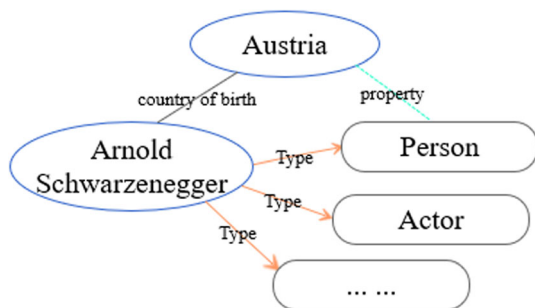 Austria
country of birth
property
Arnold
Schwarzenegger
Type
Person
Type
Actor
Type
... ...